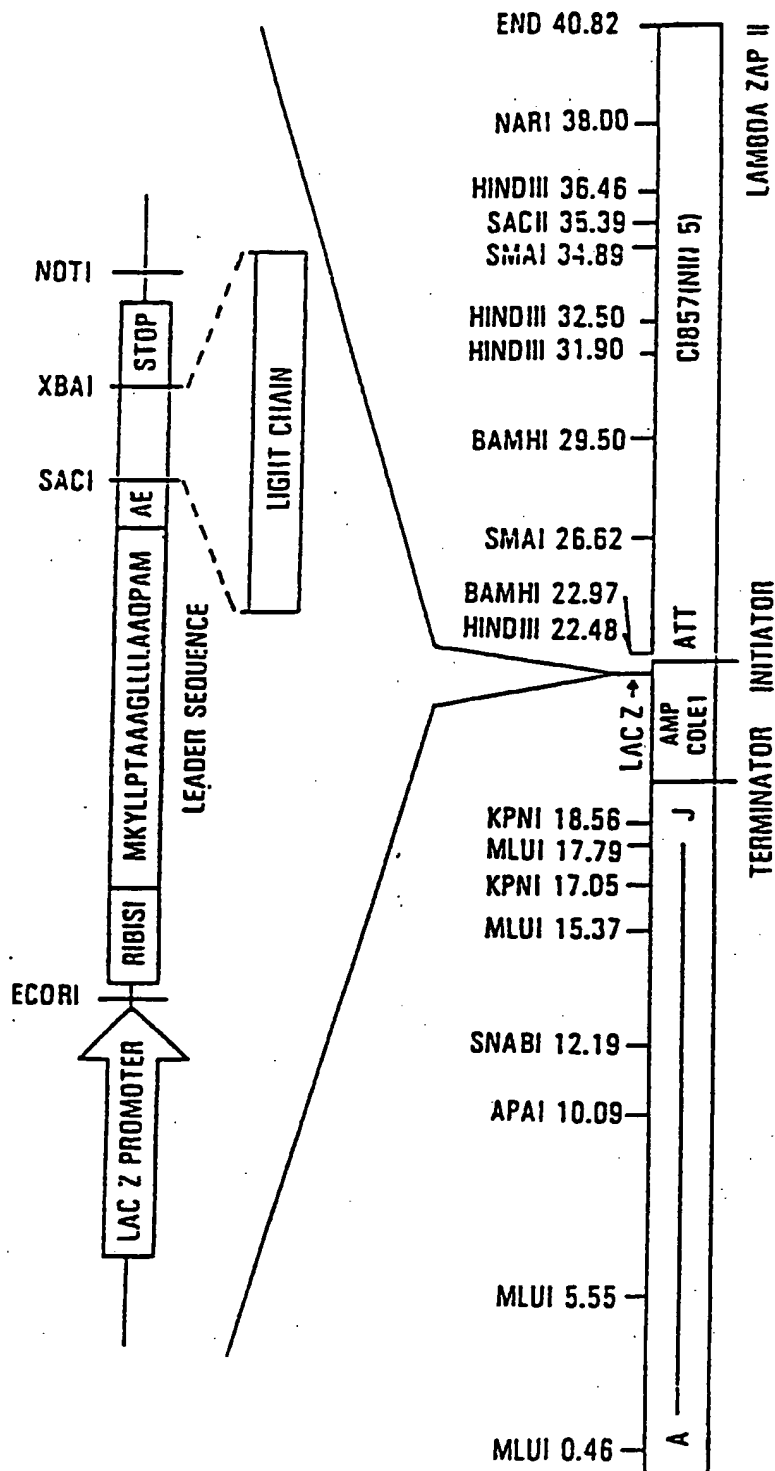 END 40.82
NARI 38.00
HINDIII 36.46
SACII 35.39
SMAI 34.89
HINDIII 32.50
HINDIII 31.90
BAMHI 29.50
SMAI 26.62
BAMHI 22.97
HINDIII 22.48
LAC Z →
KPNI 18.56
MLUI 17.79
KPNI 17.05
MLUI 15.37
SNABI 12.19
APAI 10.09
MLUI 5.55
MLUI 0.46
LAMBDA ZAP II
CI857(NIN 5)
ATT
INITIATOR
AMP
COLE1
TERMINATOR
J
A
NOTI
STOP
XBAI
SACI
AE
LIGHT CHAIN
MKYLLPTAAAGLLLLAAQPAM
LEADER SEQUENCE
RIBISI
ECORI
LAC Z PROMOTER